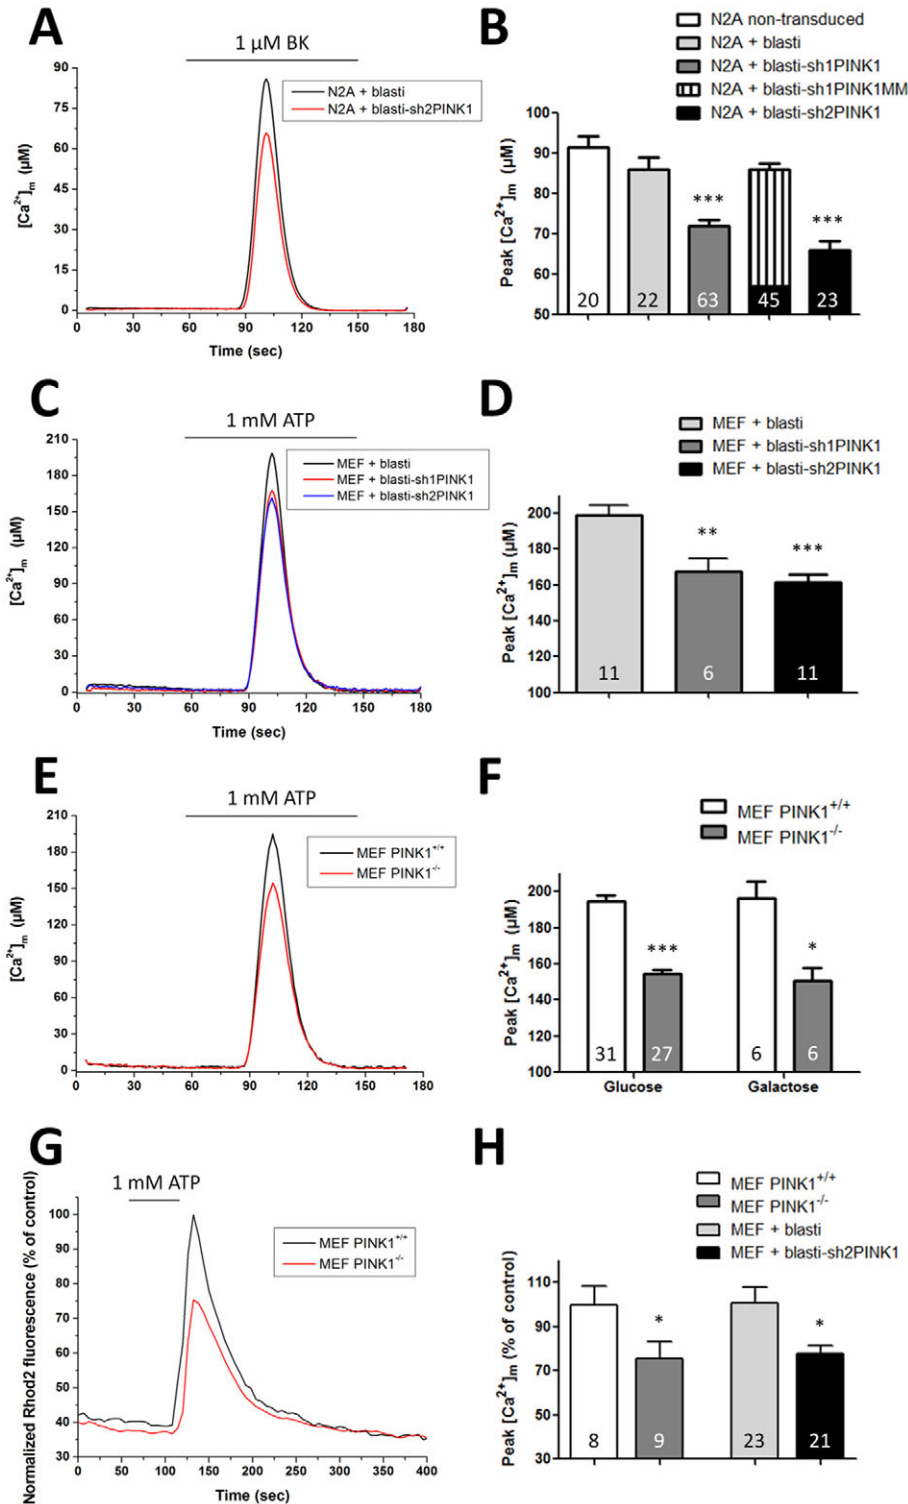 A
1 µM BK
N2A + blasti
N2A + blasti-sh2PINK1
[Ca²⁺]ₘ (µM)
90
75
60
45
30
15
0
0 30 60 90 120 150 180
Time (sec)
B
N2A non-transduced
N2A + blasti
N2A + blasti-sh1PINK1
N2A + blasti-sh1PINK1MM
N2A + blasti-sh2PINK1
Peak [Ca²⁺]ₘ (µM)
100
90
80
70
60
50
*** ***
20 22 63 45 23
C
1 mM ATP
MEF + blasti
MEF + blasti-sh1PINK1
MEF + blasti-sh2PINK1
[Ca²⁺]ₘ (µM)
210
180
150
120
90
60
30
0
0 30 60 90 120 150 180
Time (sec)
D
MEF + blasti
MEF + blasti-sh1PINK1
MEF + blasti-sh2PINK1
Peak [Ca²⁺]ₘ (µM)
200
180
160
140
120
100
** ***
11 6 11
E
1 mM ATP
MEF PINK1⁺/⁺
MEF PINK1⁻/⁻
[Ca²⁺]ₘ (µM)
210
180
150
120
90
60
30
0
0 30 60 90 120 150 180
Time (sec)
F
MEF PINK1⁺/⁺
MEF PINK1⁻/⁻
Peak [Ca²⁺]ₘ (µM)
200
180
160
140
120
100
*** *
31 27 6 6
Glucose Galactose
G
1 mM ATP
MEF PINK1⁺/⁺
MEF PINK1⁻/⁻
Normalized Rhod2 fluorescence (% of control)
100
90
80
70
60
50
40
30
0 50 100 150 200 250 300 350 400
Time (sec)
H
MEF PINK1⁺/⁺
MEF PINK1⁻/⁻
MEF + blasti
MEF + blasti-sh2PINK1
Peak [Ca²⁺]ₘ (% of control)
110
90
70
50
30
* *
8 9 23 21